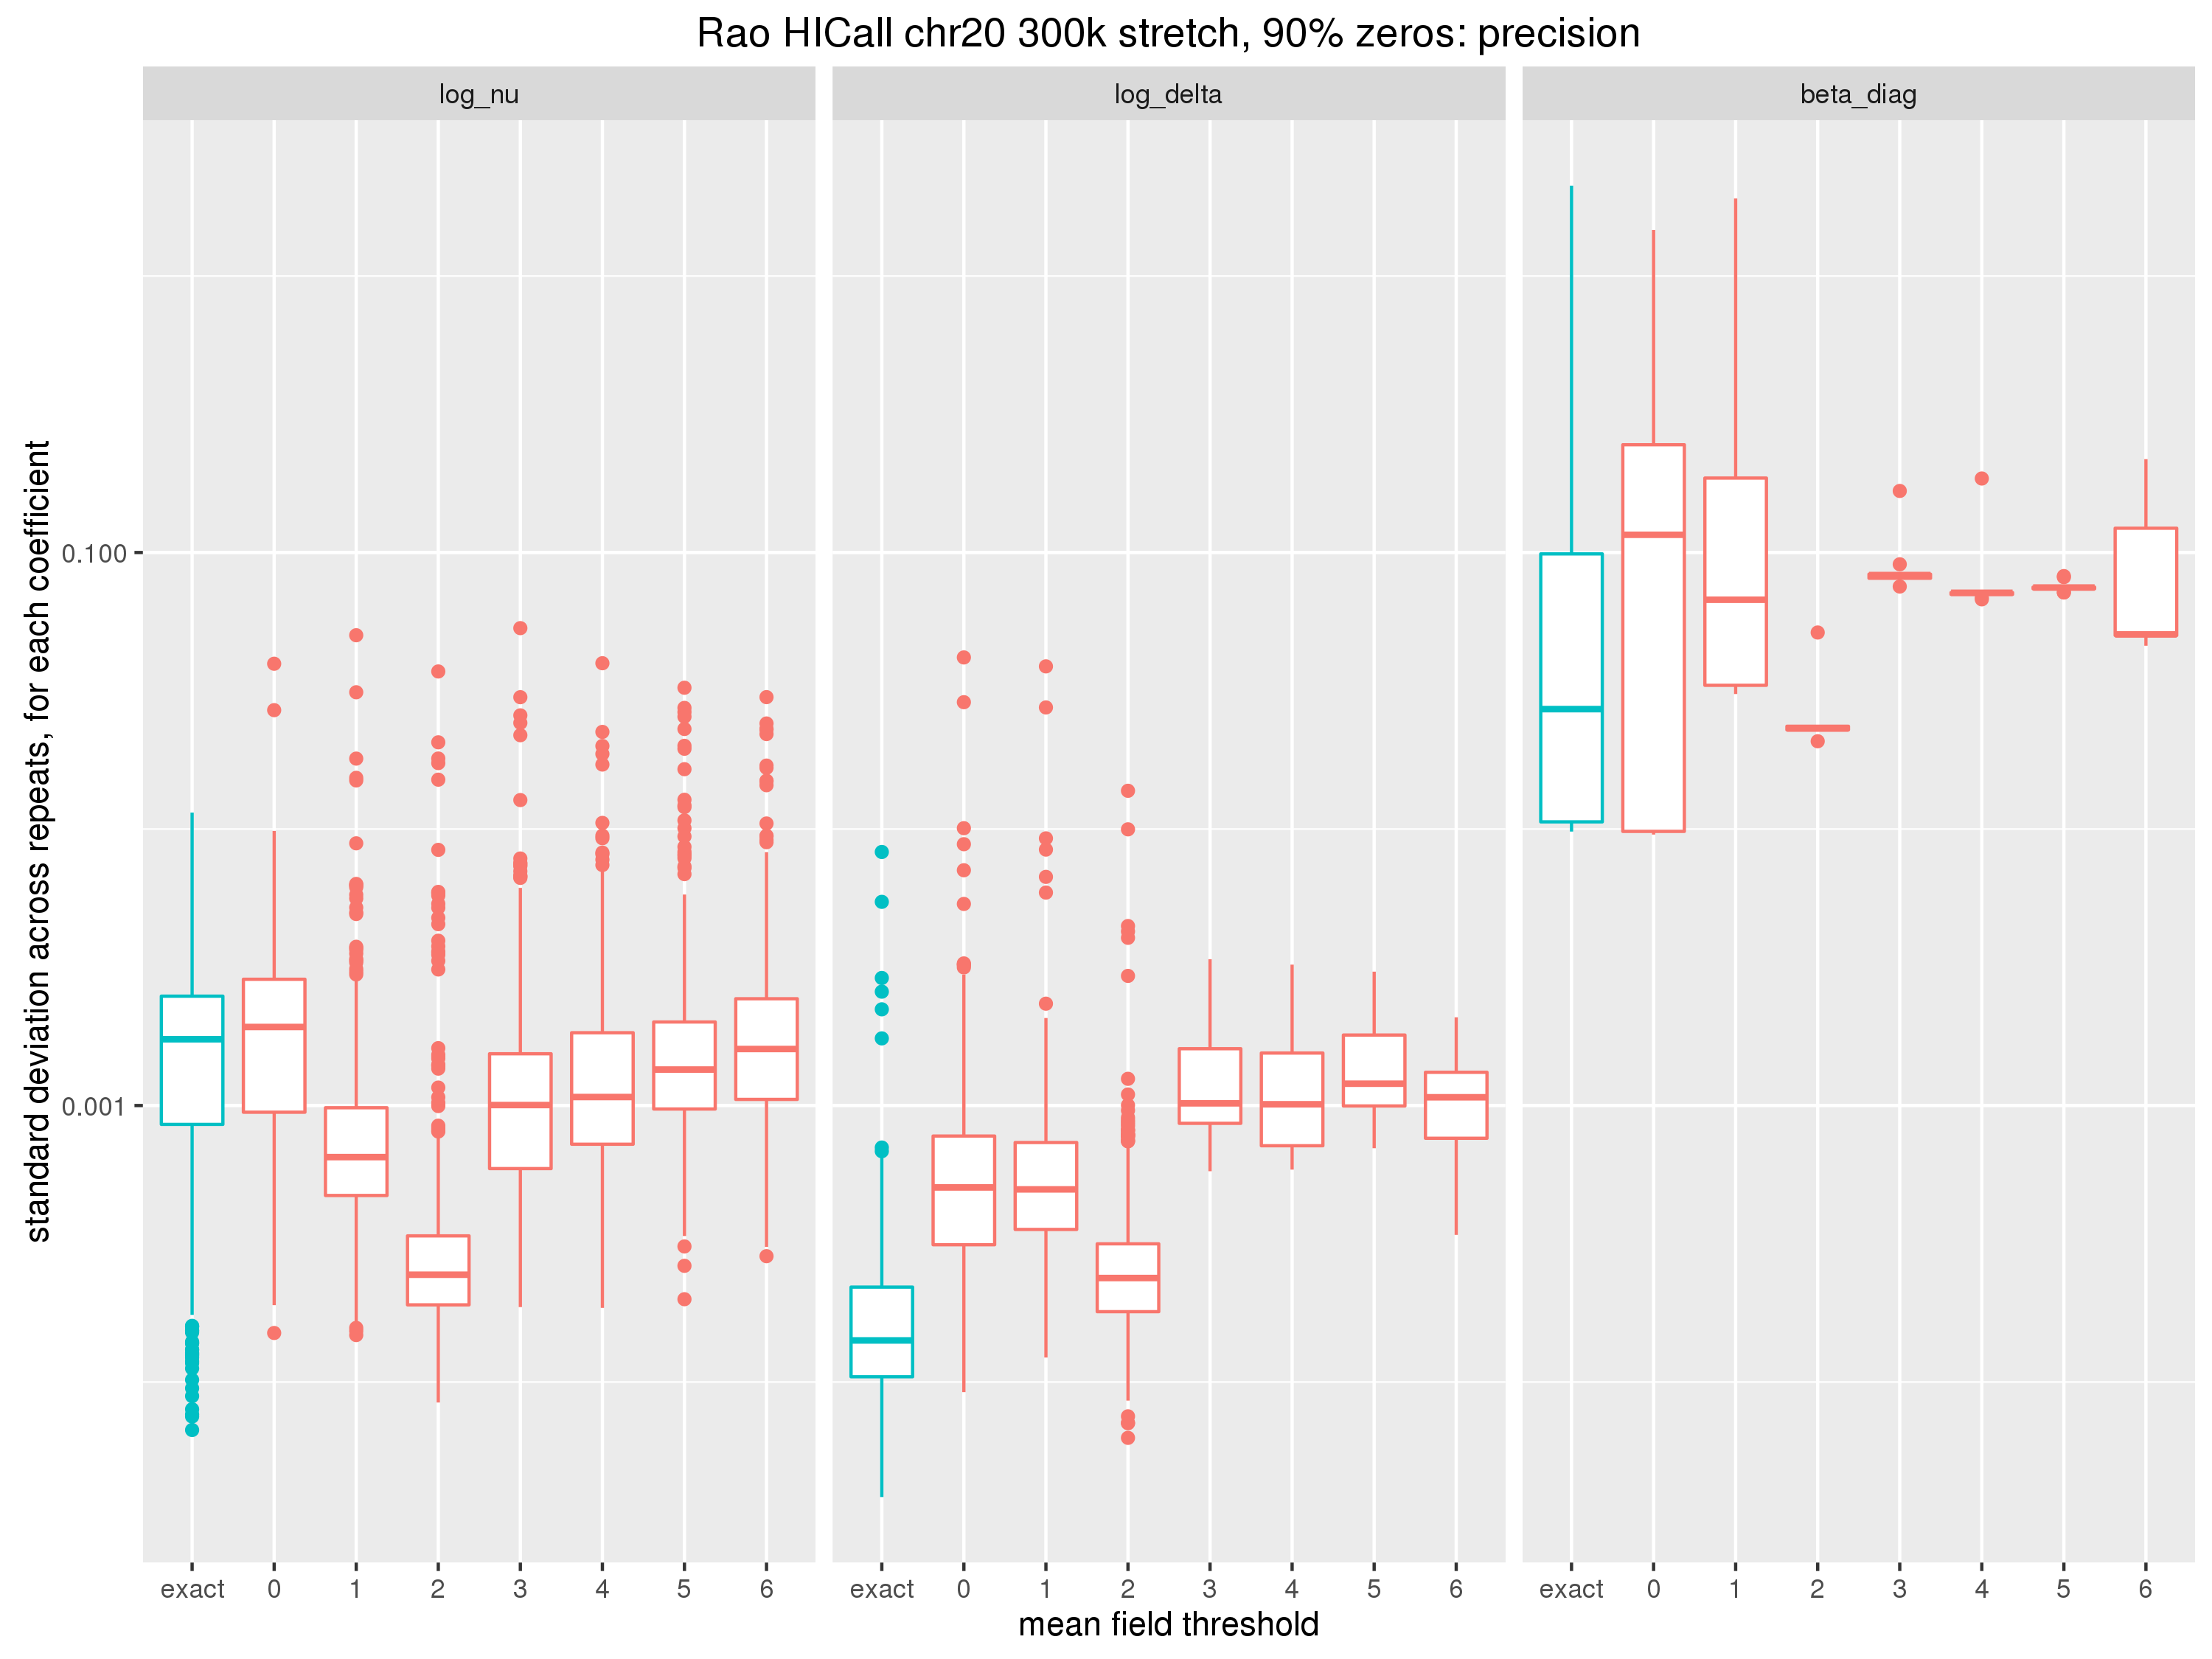 Rao HICall chr20 300k stretch, 90% zeros: precision
log_nu
log_delta
beta_diag
standard deviation across repeats, for each coefficient
0.100
0.001
exact 0 1 2 3 4 5 6
exact 0 1 2 3 4 5 6
exact 0 1 2 3 4 5 6
mean field threshold